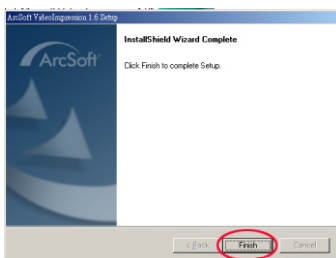 ArcSoft VideoImpression 1.6 Setup
ArcSoft
InstallShield Wizard Complete
Click Finish to complete Setup.
< Back
Finish
Cancel